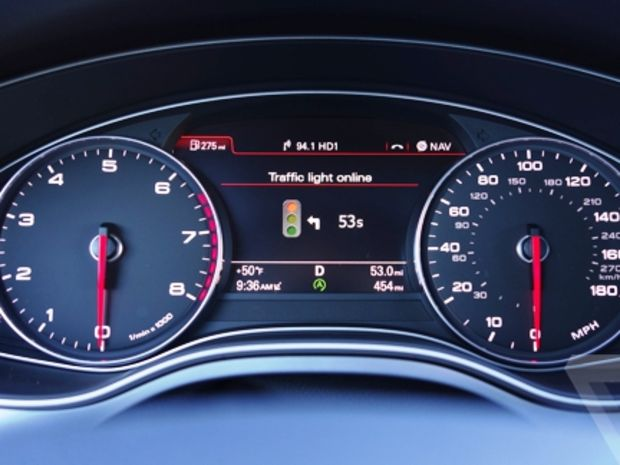 275 mi 94.1 HD1 NAV
Traffic light online
53s
+50°F D 53.0 mi
9:36 AM 454 PM
0 1 2 3 4 5 6 7 8
1/min x 1000
0 10 20 40 60 80 100 120 140 160 180
30 90 120 150 180 210 240 270
km/h
MPH